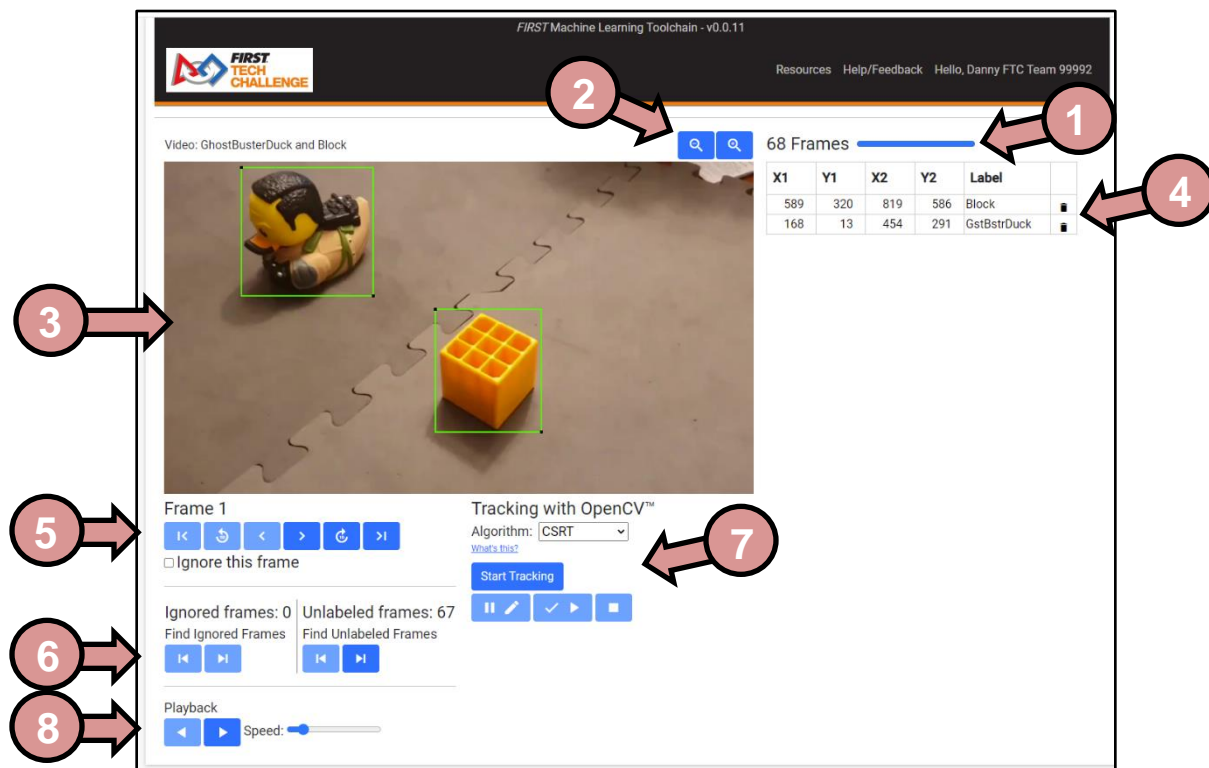 FIRST Machine Learning Toolchain - v0.0.11
FIRST
TECH
CHALLENGE
Resources Help/Feedback Hello, Danny FTC Team 99992
2
1
Video: GhostBusterDuck and Block
68 Frames
X1 Y1 X2 Y2 Label
589 320 819 586 Block
168 13 454 291 GstBstrDuck
4
3
Frame 1
Ignore this frame
5
Tracking with OpenCV™
Algorithm: CSRT
What's this?
Start Tracking
7
Ignored frames: 0 Unlabeled frames: 67
Find Ignored Frames Find Unlabeled Frames
6
Playback
Speed:
8